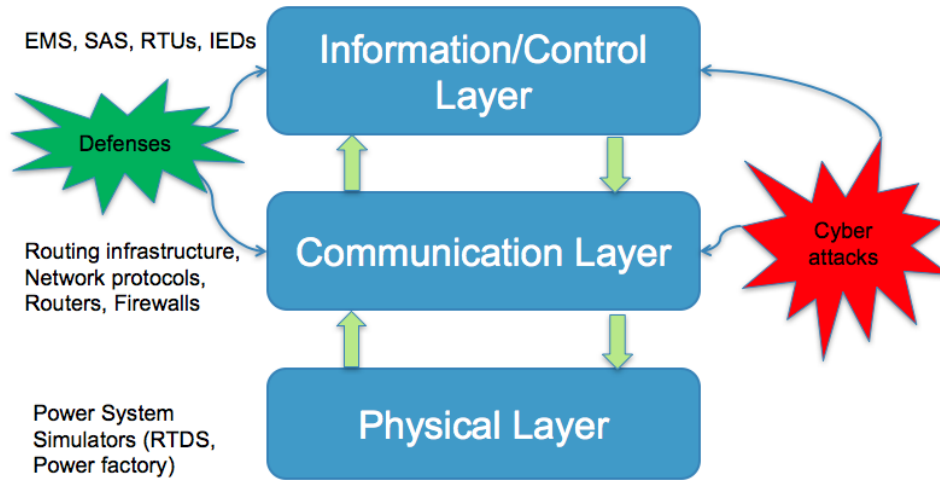 EMS, SAS, RTUs, IEDs
Information/Control
Layer
Defenses
Routing infrastructure,
Network protocols,
Routers, Firewalls
Communication Layer
Cyber
attacks
Power System
Simulators (RTDS,
Power factory)
Physical Layer